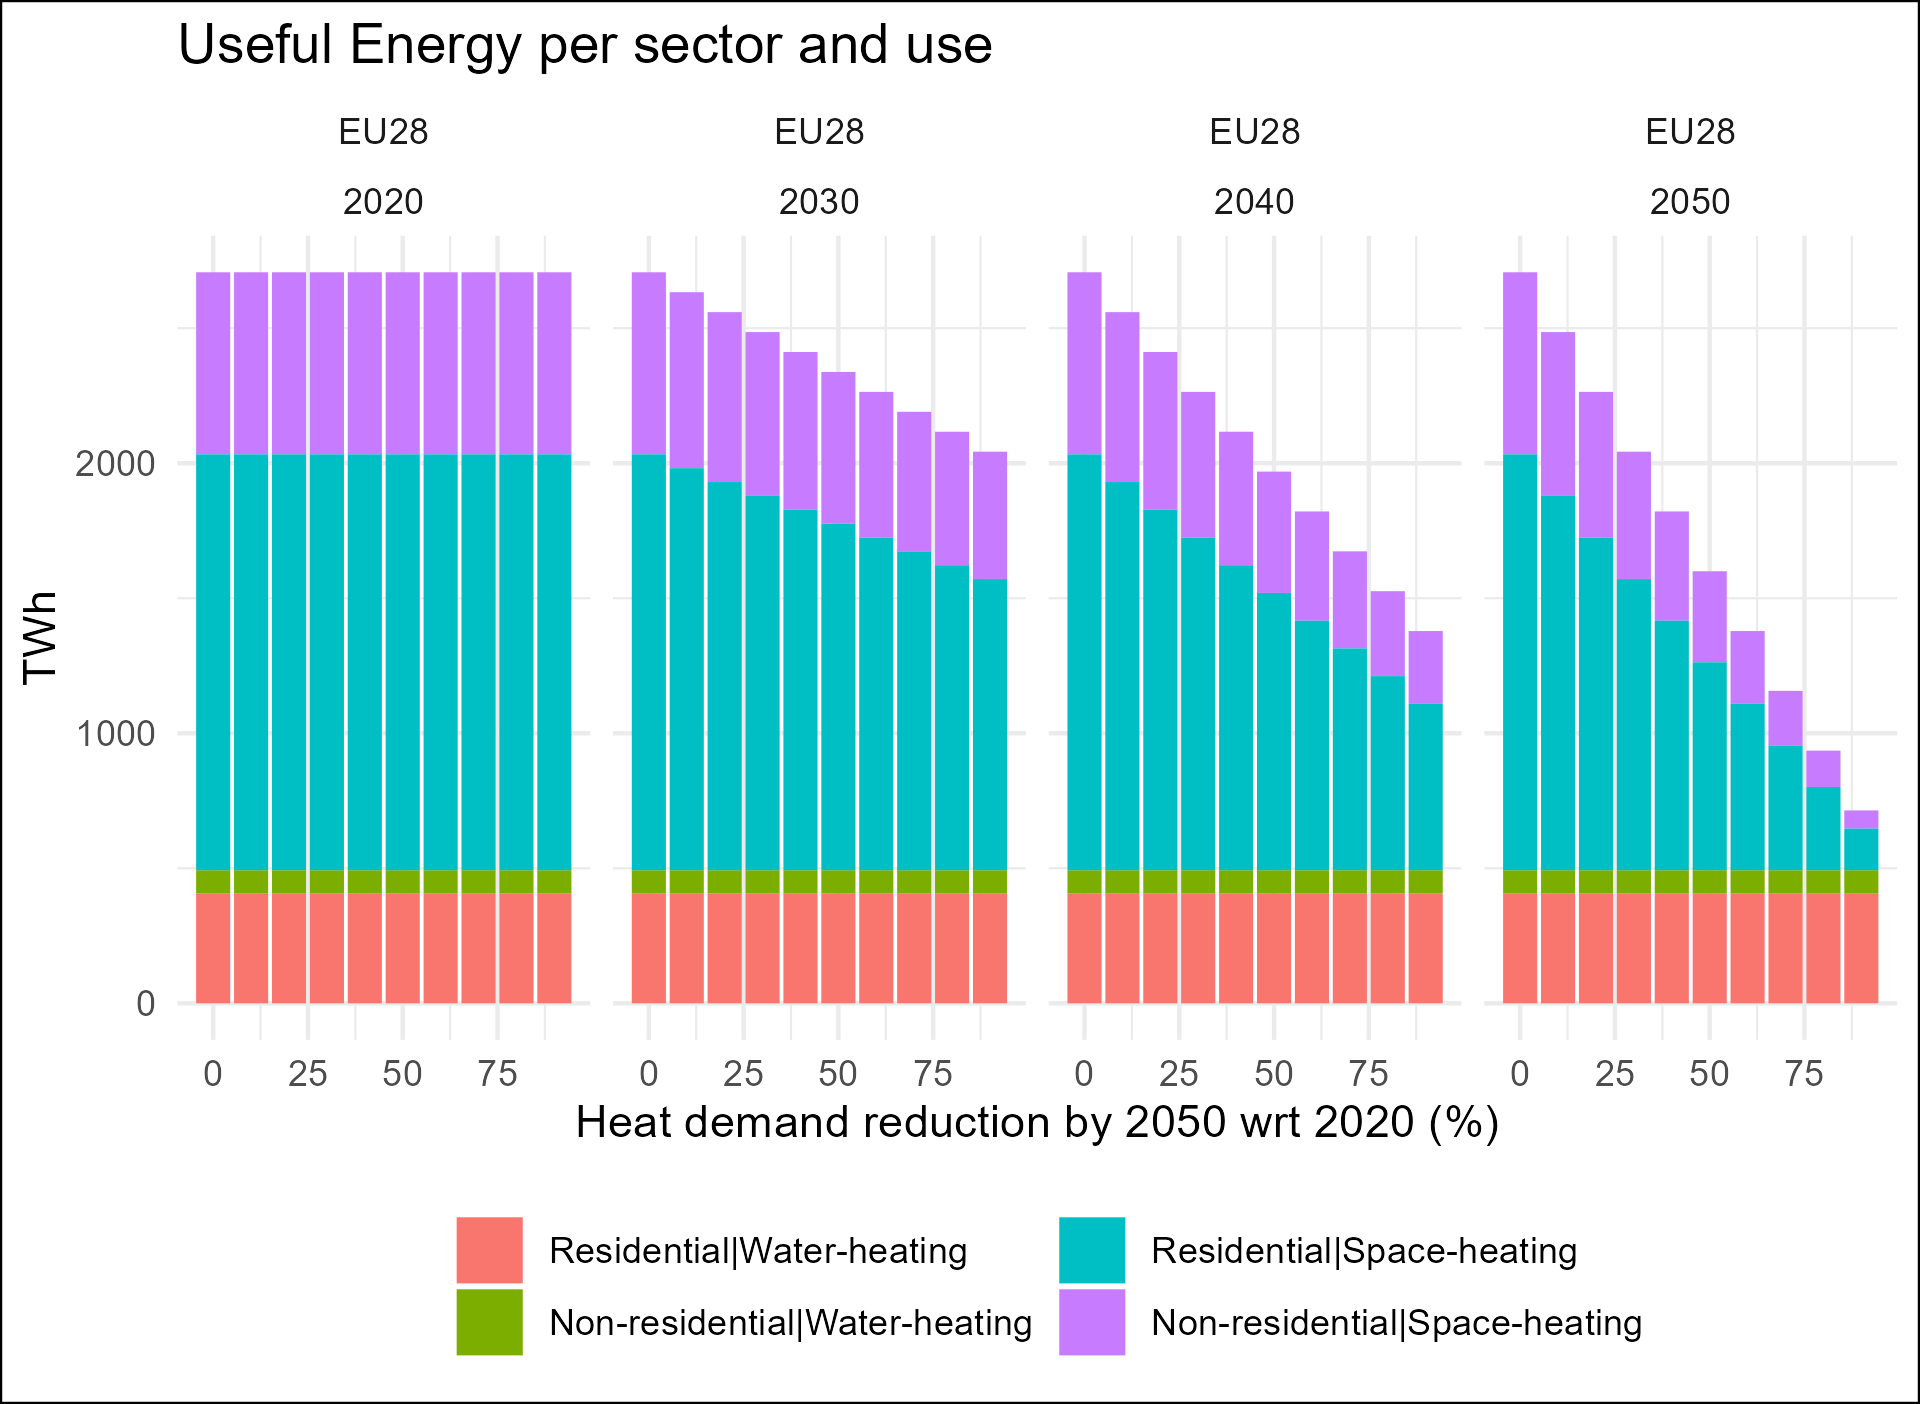 Useful Energy per sector and use
EU28 EU28 EU28 EU28
2020 2030 2040 2050
TWh
2000
1000
0
0 25 50 75 0 25 50 75 0 25 50 75 0 25 50 75
Heat demand reduction by 2050 wrt 2020 (%)
Residential|Water-heating Residential|Space-heating
Non-residential|Water-heating Non-residential|Space-heating